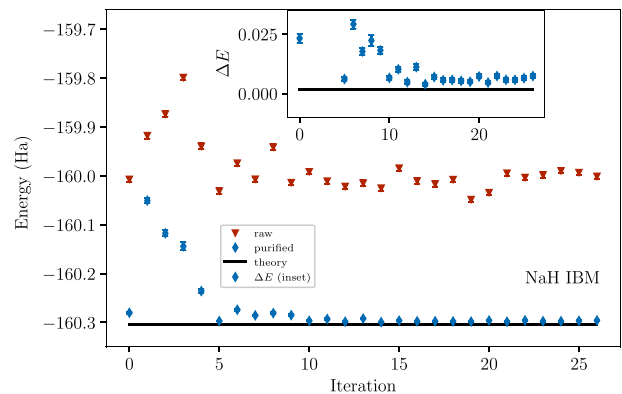 −159.7
−159.8
−159.9
−160.0
−160.1
−160.2
−160.3
Energy (Ha)
0
5
10
15
20
25
Iteration
0.025
0.000
ΔE
0
10
20
raw
purified
theory
ΔE (inset)
NaH IBM